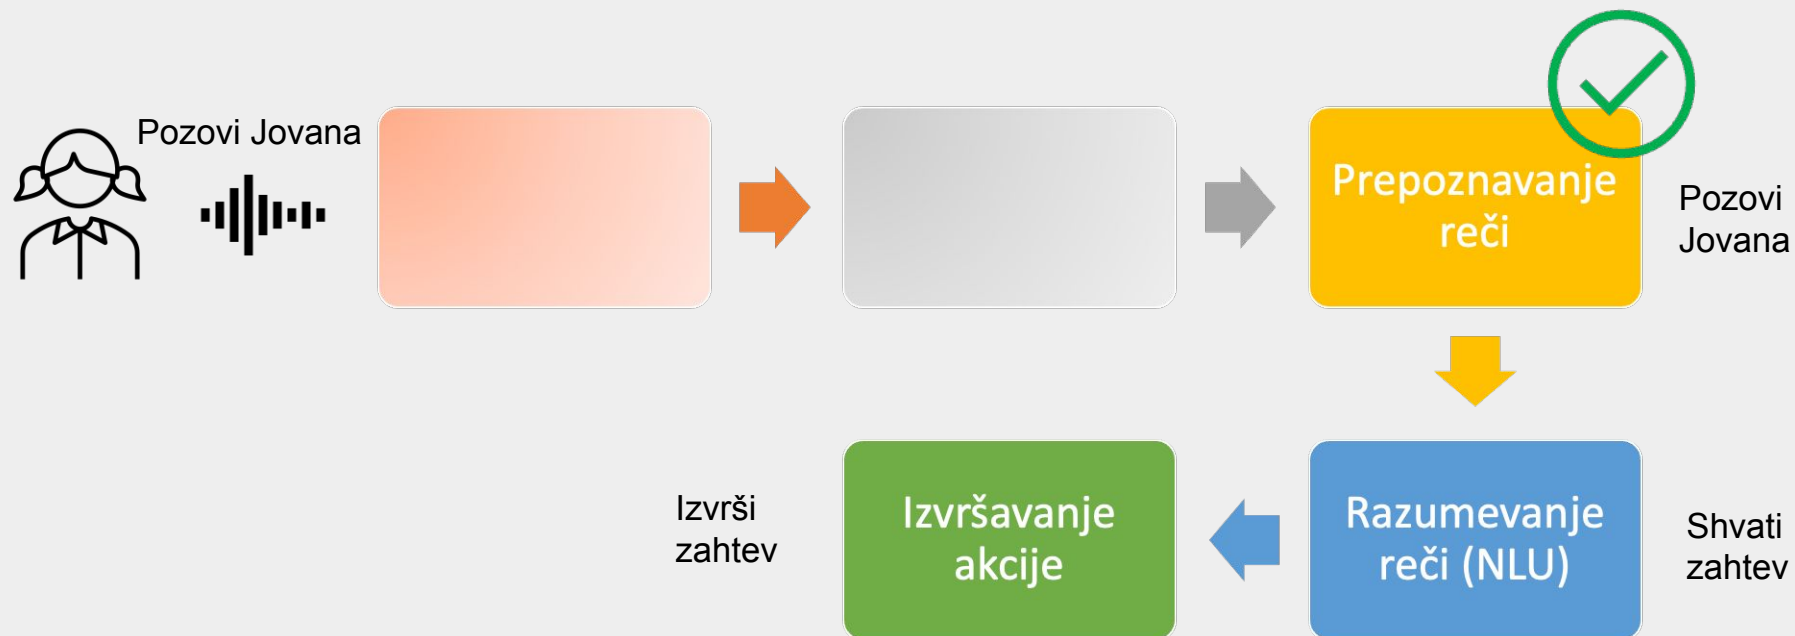 Pozovi Jovana
Prepoznavanje
reči
Pozovi
Jovana
Izvrši
zahtev
Izvršavanje
akcije
Razumevanje
reči (NLU)
Shvati
zahtev